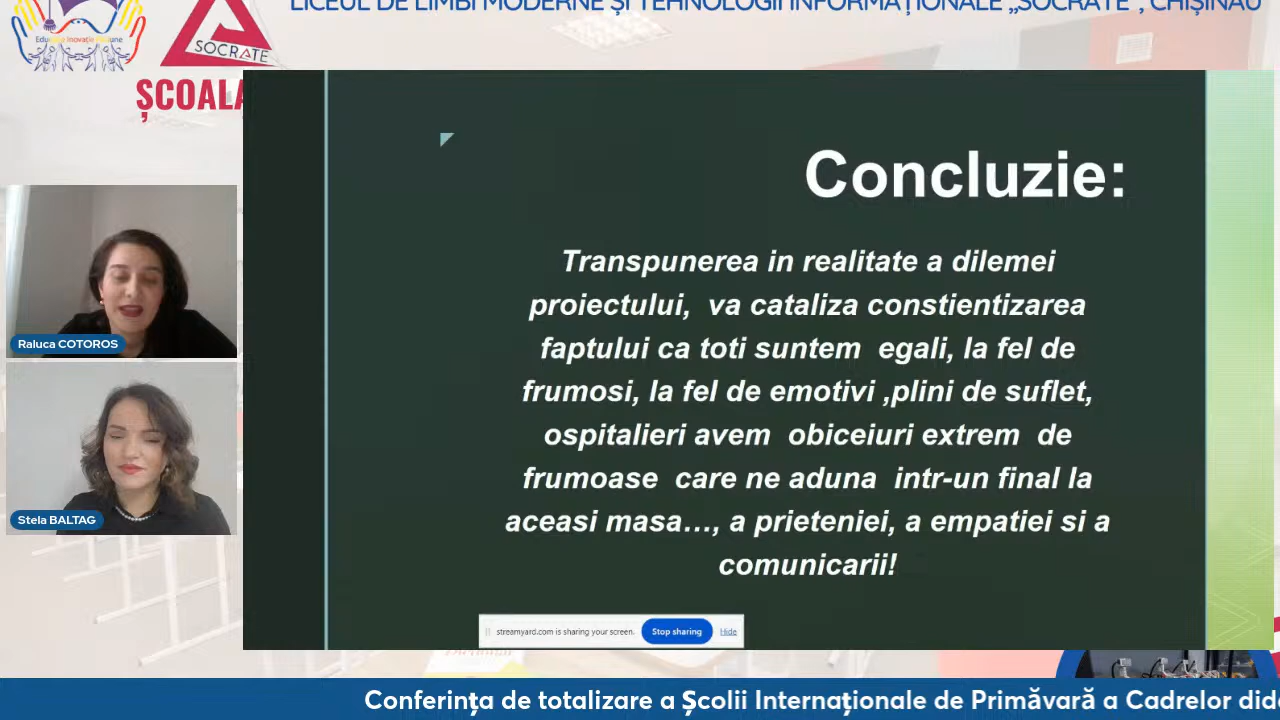 LICEUL DE LIMBI MODERNE ȘI TEHNOLOGII INFORMAȚIONALE „SOCRATE”, CHIȘINĂU
SOCRATE
ȘCOALA
Concluzie:
Transpunerea in realitate a dilemei
proiectului, va cataliza constientizarea
faptului ca toti suntem egali, la fel de
frumosi, la fel de emotivi ,plini de suflet,
ospitalieri avem obiceiuri extrem de
frumoase care ne aduna intr-un final la
aceasi masa…, a prieteniei, a empatiei si a
comunicarii!
Raluca COTOROS
Stela BALTAG
streamyard.com is sharing your screen.
Stop sharing
Hide
Conferința de totalizare a Școlii Internaționale de Primăvară a Cadrelor did